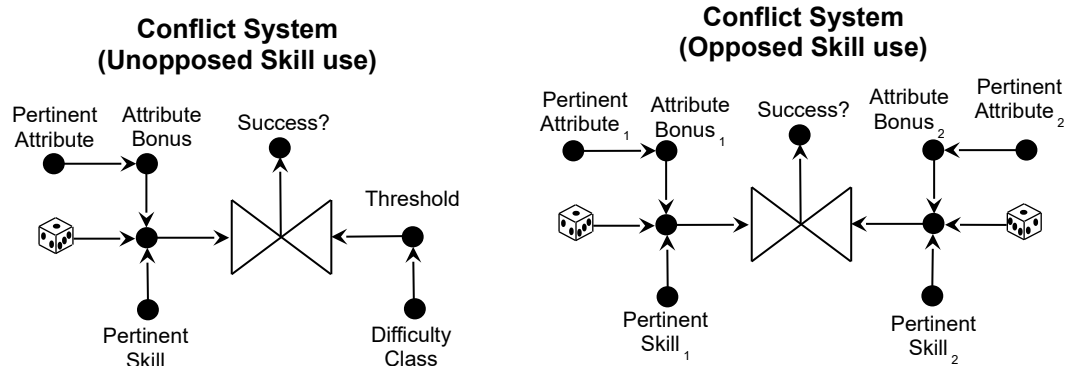 Conflict System
(Unopposed Skill use)
Pertinent
Attribute
Attribute
Bonus
Success?
Threshold
Pertinent
Skill
Difficulty
Class
Conflict System
(Opposed Skill use)
Pertinent
Attribute 1
Attribute
Bonus 1
Success?
Attribute
Bonus 2
Pertinent
Attribute 2
Pertinent
Skill 1
Pertinent
Skill 2